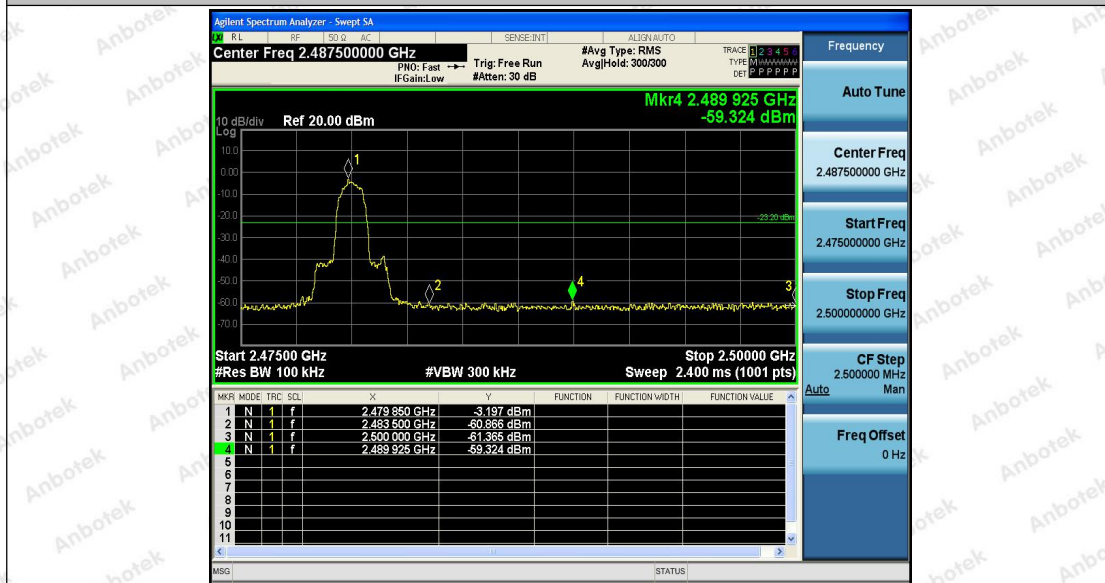 Agilent Spectrum Analyzer - Swept SA
LXI RL RF 50 Ω AC SENSE:INT ALIGNAUTO
Center Freq 2.487500000 GHz
PNO: Fast
IFGain:Low
Trig: Free Run
#Atten: 30 dB
#Avg Type: RMS
Avg|Hold: 300/300
TRACE 1 2 3 4 5 6
TYPE MWWWWW
DET P P P P P P
Mkr4 2.489 925 GHz
-59.324 dBm
10 dB/div Ref 20.00 dBm
Log
10.0
0.00
-10.0
-20.0
-30.0
-40.0
-50.0
-60.0
-70.0
1
2
4
3
-23.20 dBm
Start 2.47500 GHz Stop 2.50000 GHz
#Res BW 100 kHz #VBW 300 kHz Sweep 2.400 ms (1001 pts)
MKR MODE TRC SCL X Y FUNCTION FUNCTION WIDTH FUNCTION VALUE
1 N 1 f 2.479 850 GHz -3.197 dBm
2 N 1 f 2.483 500 GHz -60.866 dBm
3 N 1 f 2.500 000 GHz -61.365 dBm
4 N 1 f 2.489 925 GHz -59.324 dBm
5
6
7
8
9
10
11
MSG STATUS
Frequency
Auto Tune
Center Freq
2.487500000 GHz
Start Freq
2.475000000 GHz
Stop Freq
2.500000000 GHz
CF Step
2.500000 MHz
Auto Man
Freq Offset
0 Hz
Anbotek